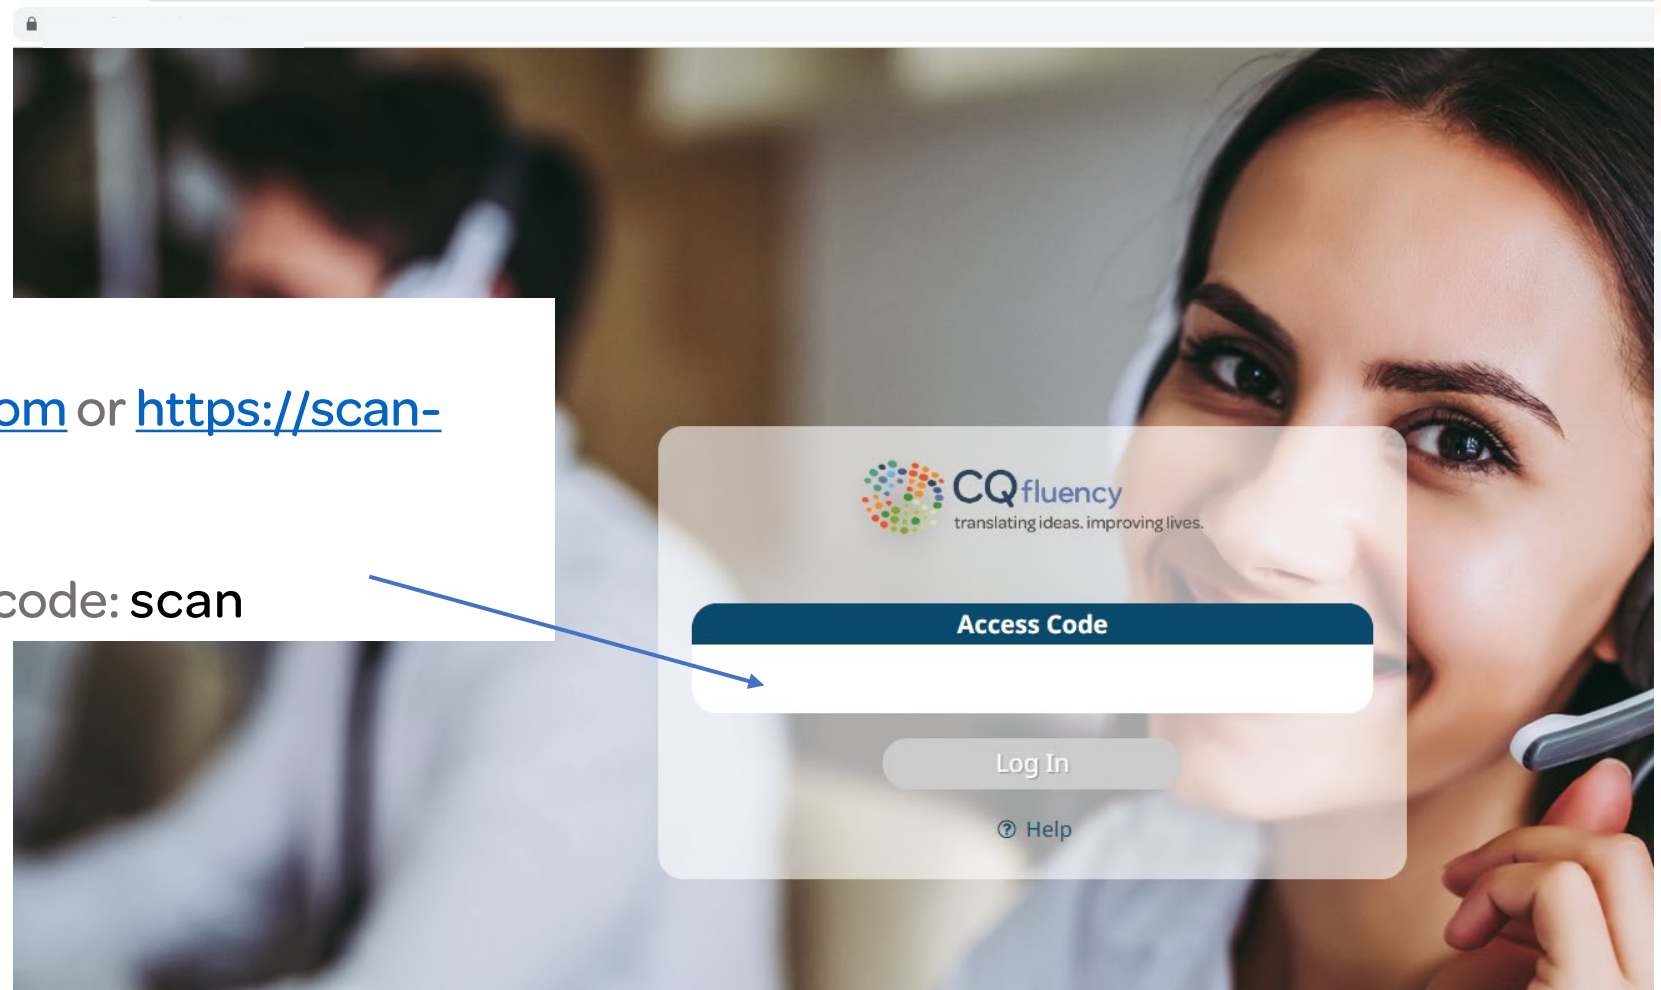 om or https://scan-
code: scan
CQ fluency
translating ideas. improving lives.
Access Code
Log In
Help